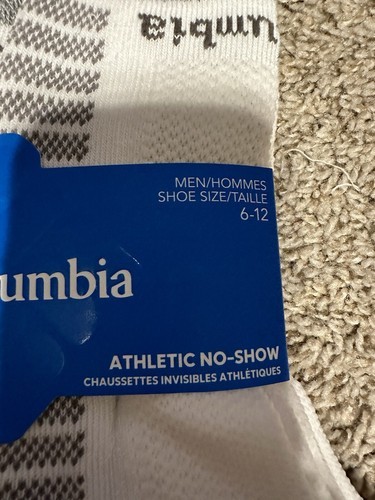 umbia
MEN/HOMMES
SHOE SIZE/TAILLE
6-12
umbia
ATHLETIC NO-SHOW
CHAUSSETTES INVISIBLES ATHLÉTIQUES